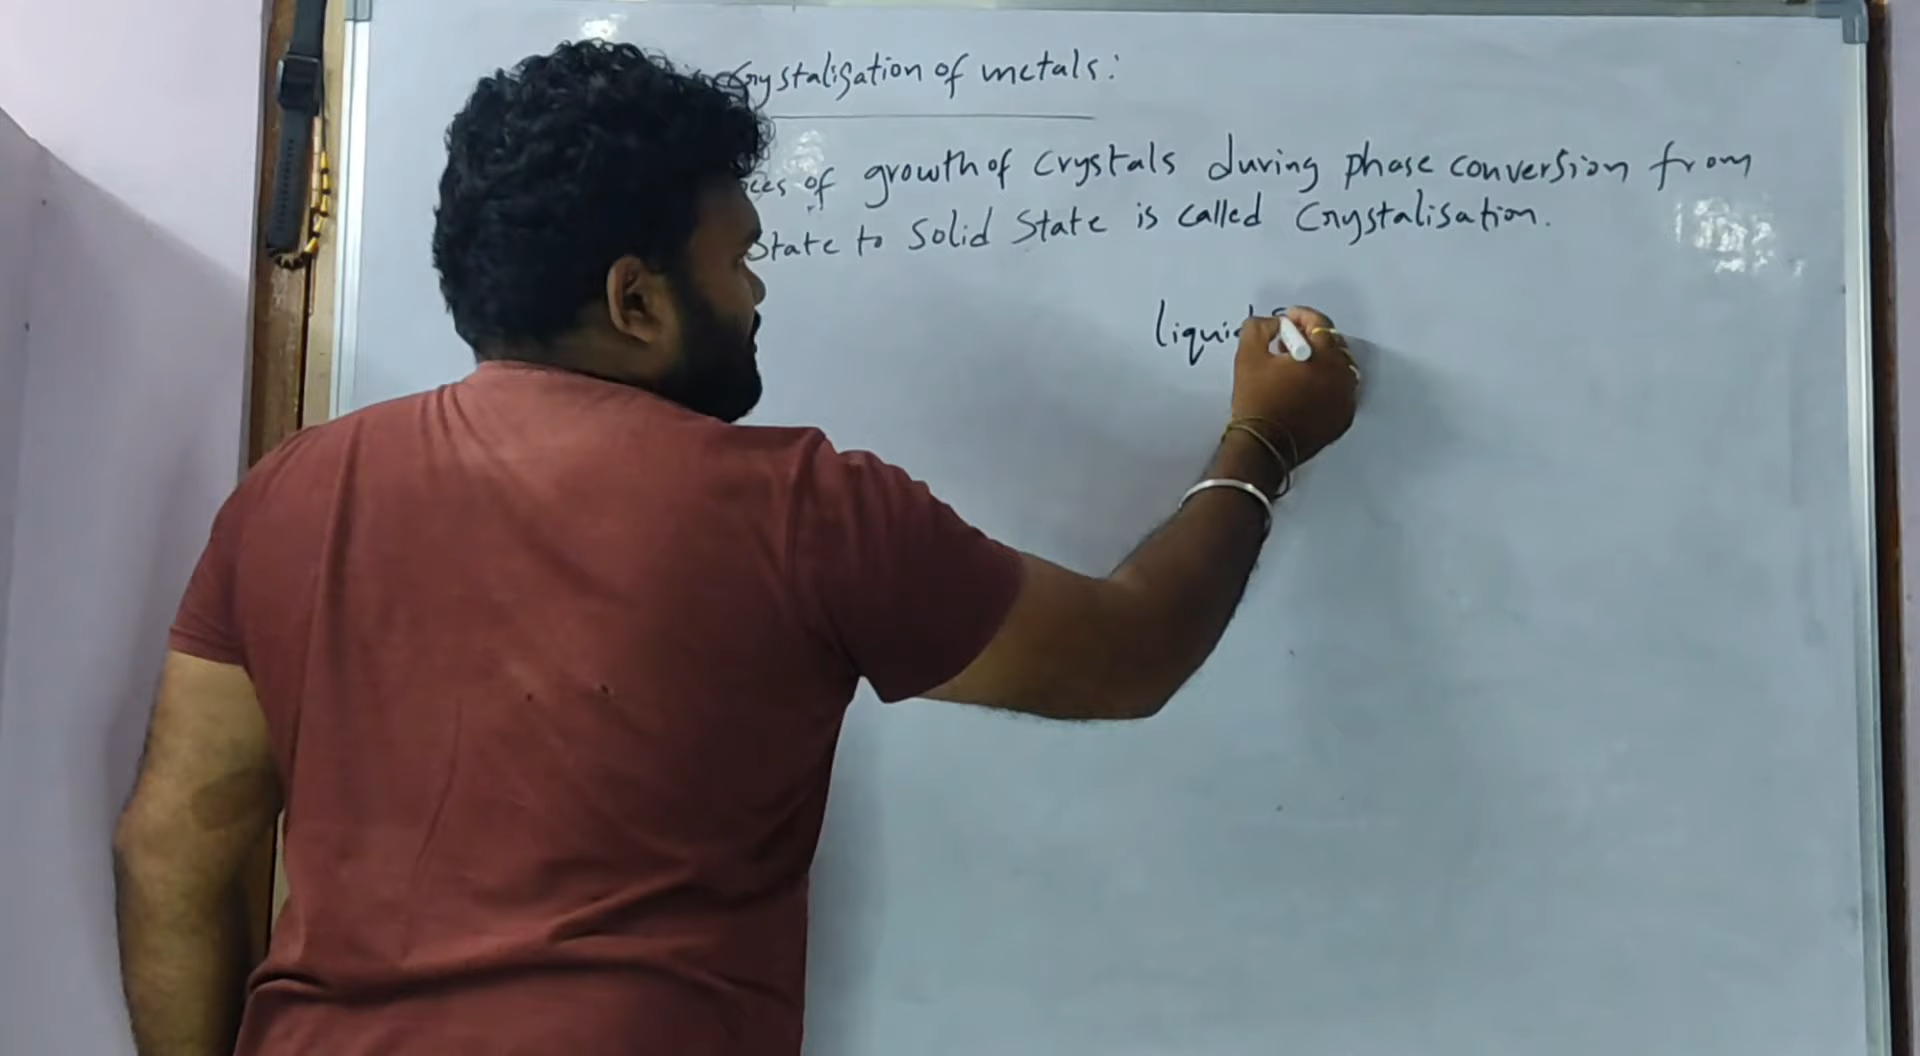 Crystalisation of metals:
of growth of crystals during phase conversion from
State to Solid State is called Crystalisation.
liquid